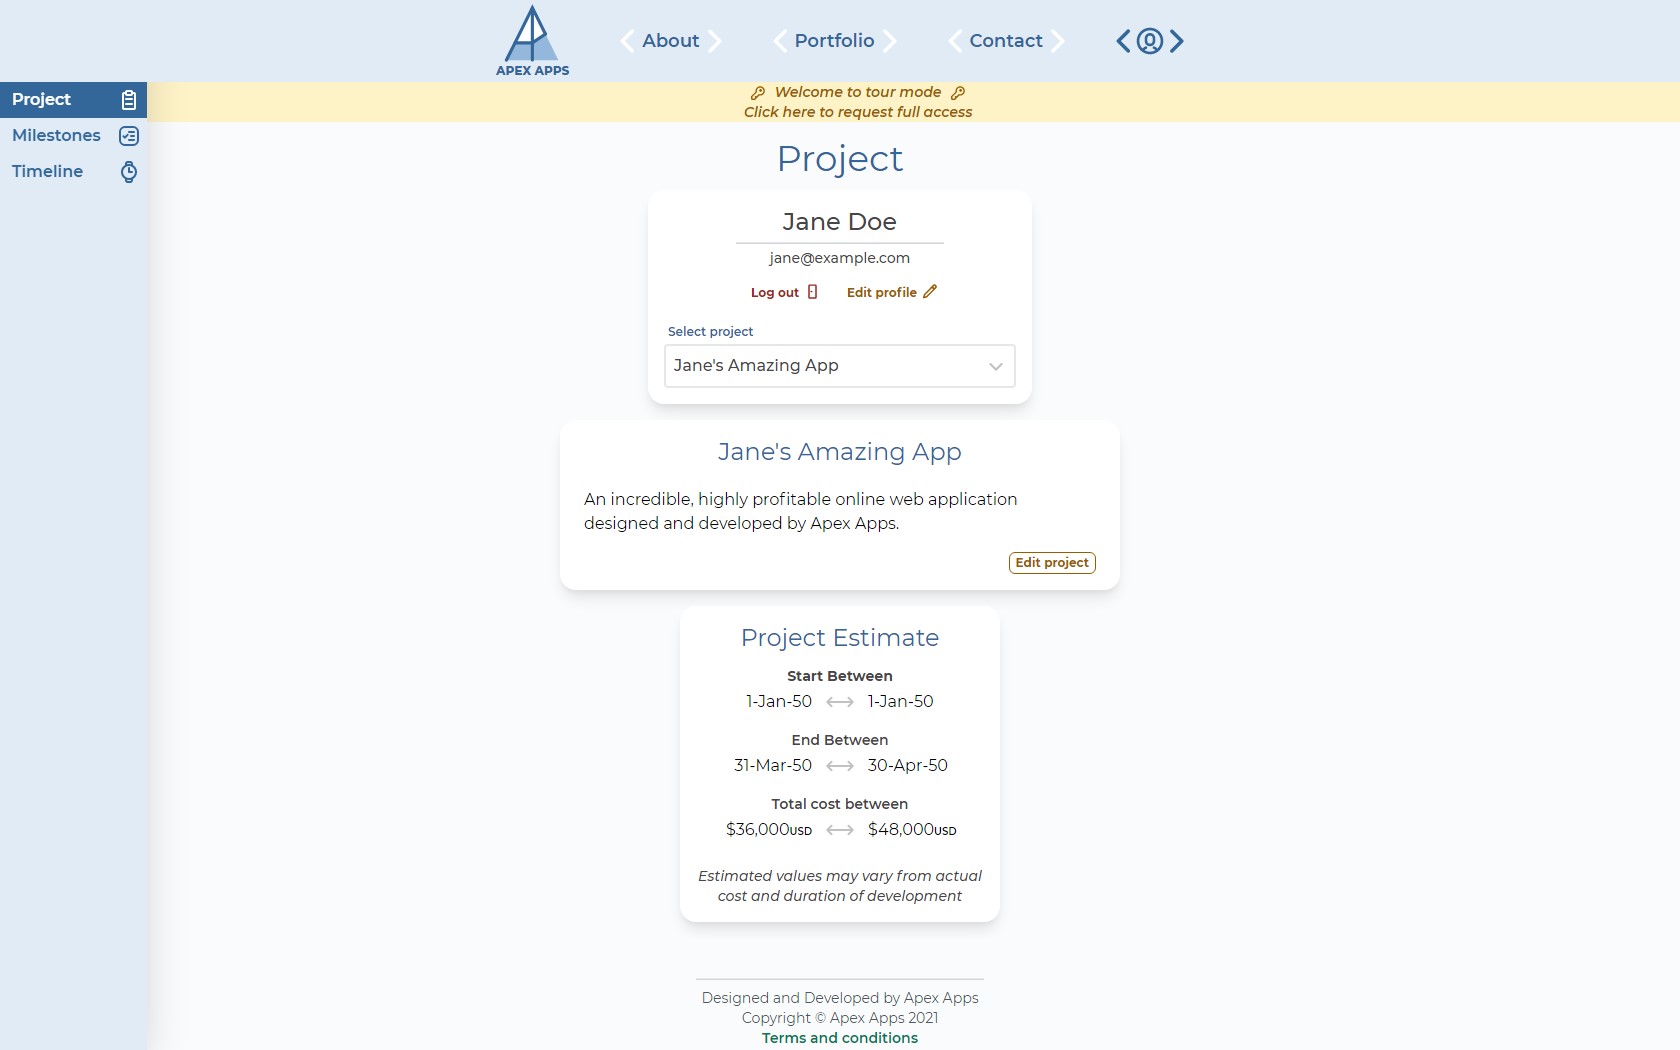 APEX APPS
About
Portfolio
Contact
Project
Milestones
Timeline
Welcome to tour mode
Click here to request full access
Project
Jane Doe
jane@example.com
Log out
Edit profile
Select project
Jane's Amazing App
Jane's Amazing App
An incredible, highly profitable online web application
designed and developed by Apex Apps.
Edit project
Project Estimate
Start Between
1-Jan-50 1-Jan-50
End Between
31-Mar-50 30-Apr-50
Total cost between
$36,000USD $48,000USD
Estimated values may vary from actual
cost and duration of development
Designed and Developed by Apex Apps
Copyright © Apex Apps 2021
Terms and conditions